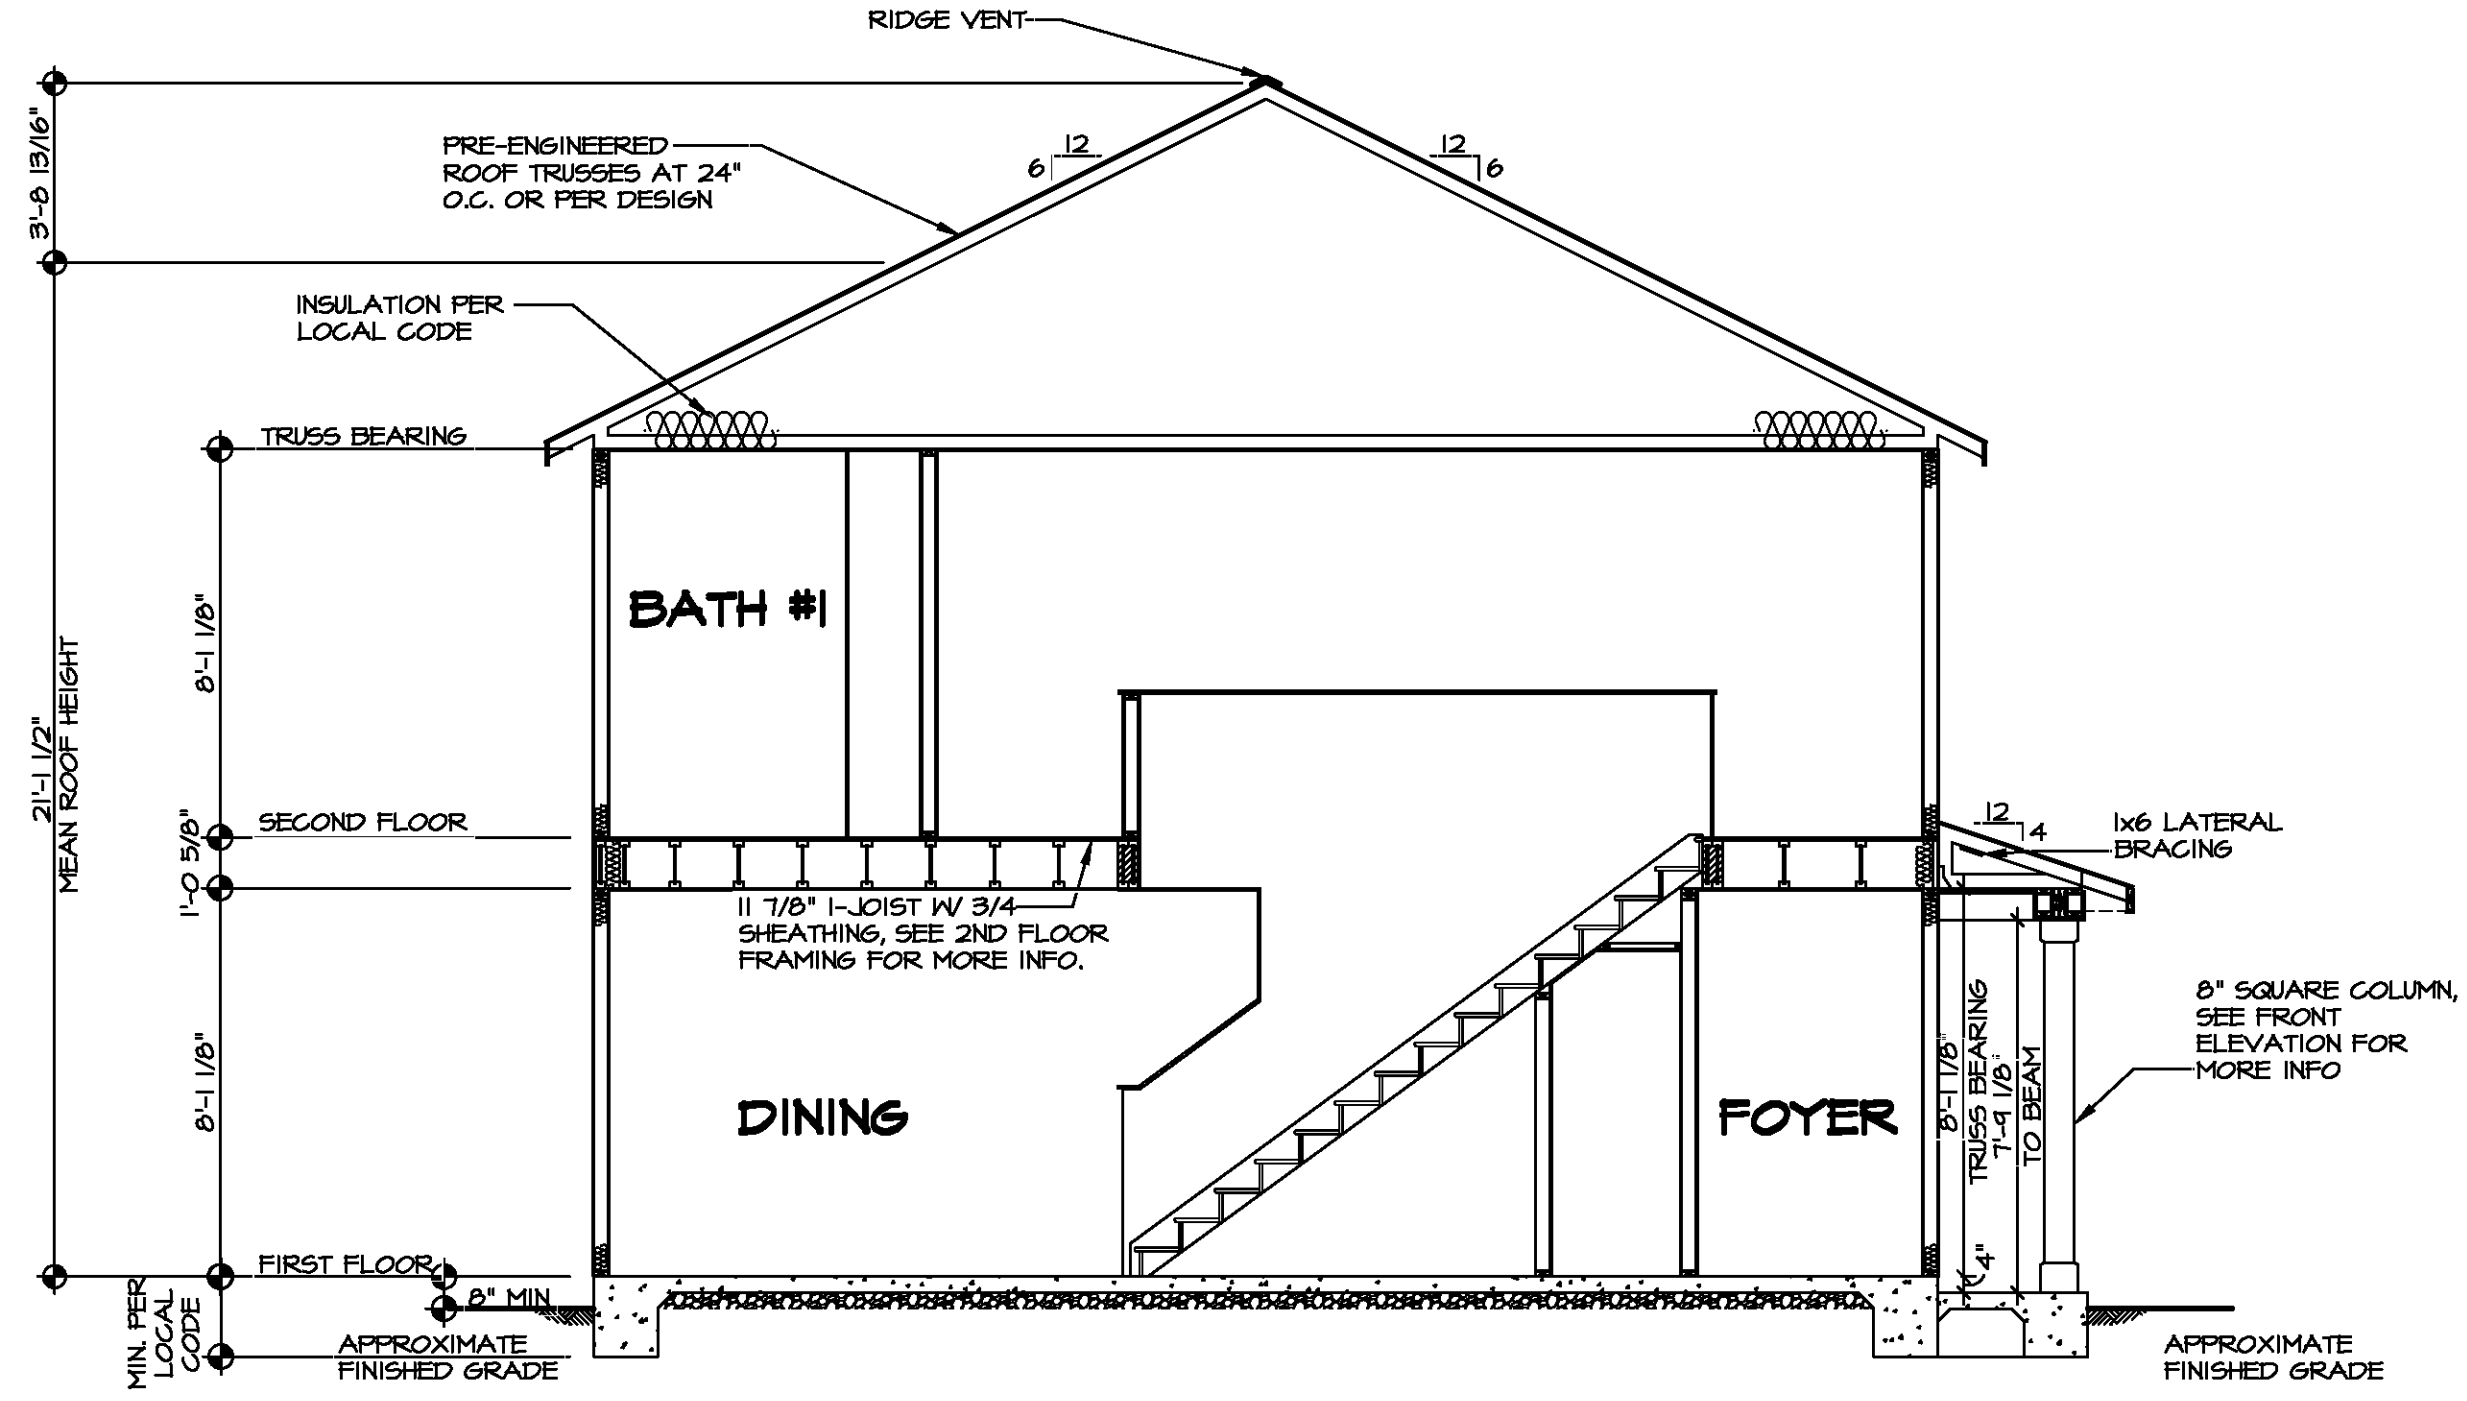 RIDGE VENT
3'-8 13/16"
PRE-ENGINEERED
ROOF TRUSSES AT 24"
O.C. OR PER DESIGN
12
6
12
6
INSULATION PER
LOCAL CODE
TRUSS BEARING
8'-1 1/8"
BATH #1
21'-1 1/2"
MEAN ROOF HEIGHT
SECOND FLOOR
1'-0 5/8"
12
4
1x6 LATERAL
BRACING
11 7/8" I-JOIST W/ 3/4
SHEATHING, SEE 2ND FLOOR
FRAMING FOR MORE INFO.
8'-1 1/8"
DINING
FOYER
8'-1 1/8"
TRUSS BEARING
7'-9 1/8"
TO BEAM
8" SQUARE COLUMN,
SEE FRONT
ELEVATION FOR
MORE INFO
FIRST FLOOR
8" MIN
4"
MIN. PER
LOCAL
CODE
APPROXIMATE
FINISHED GRADE
APPROXIMATE
FINISHED GRADE